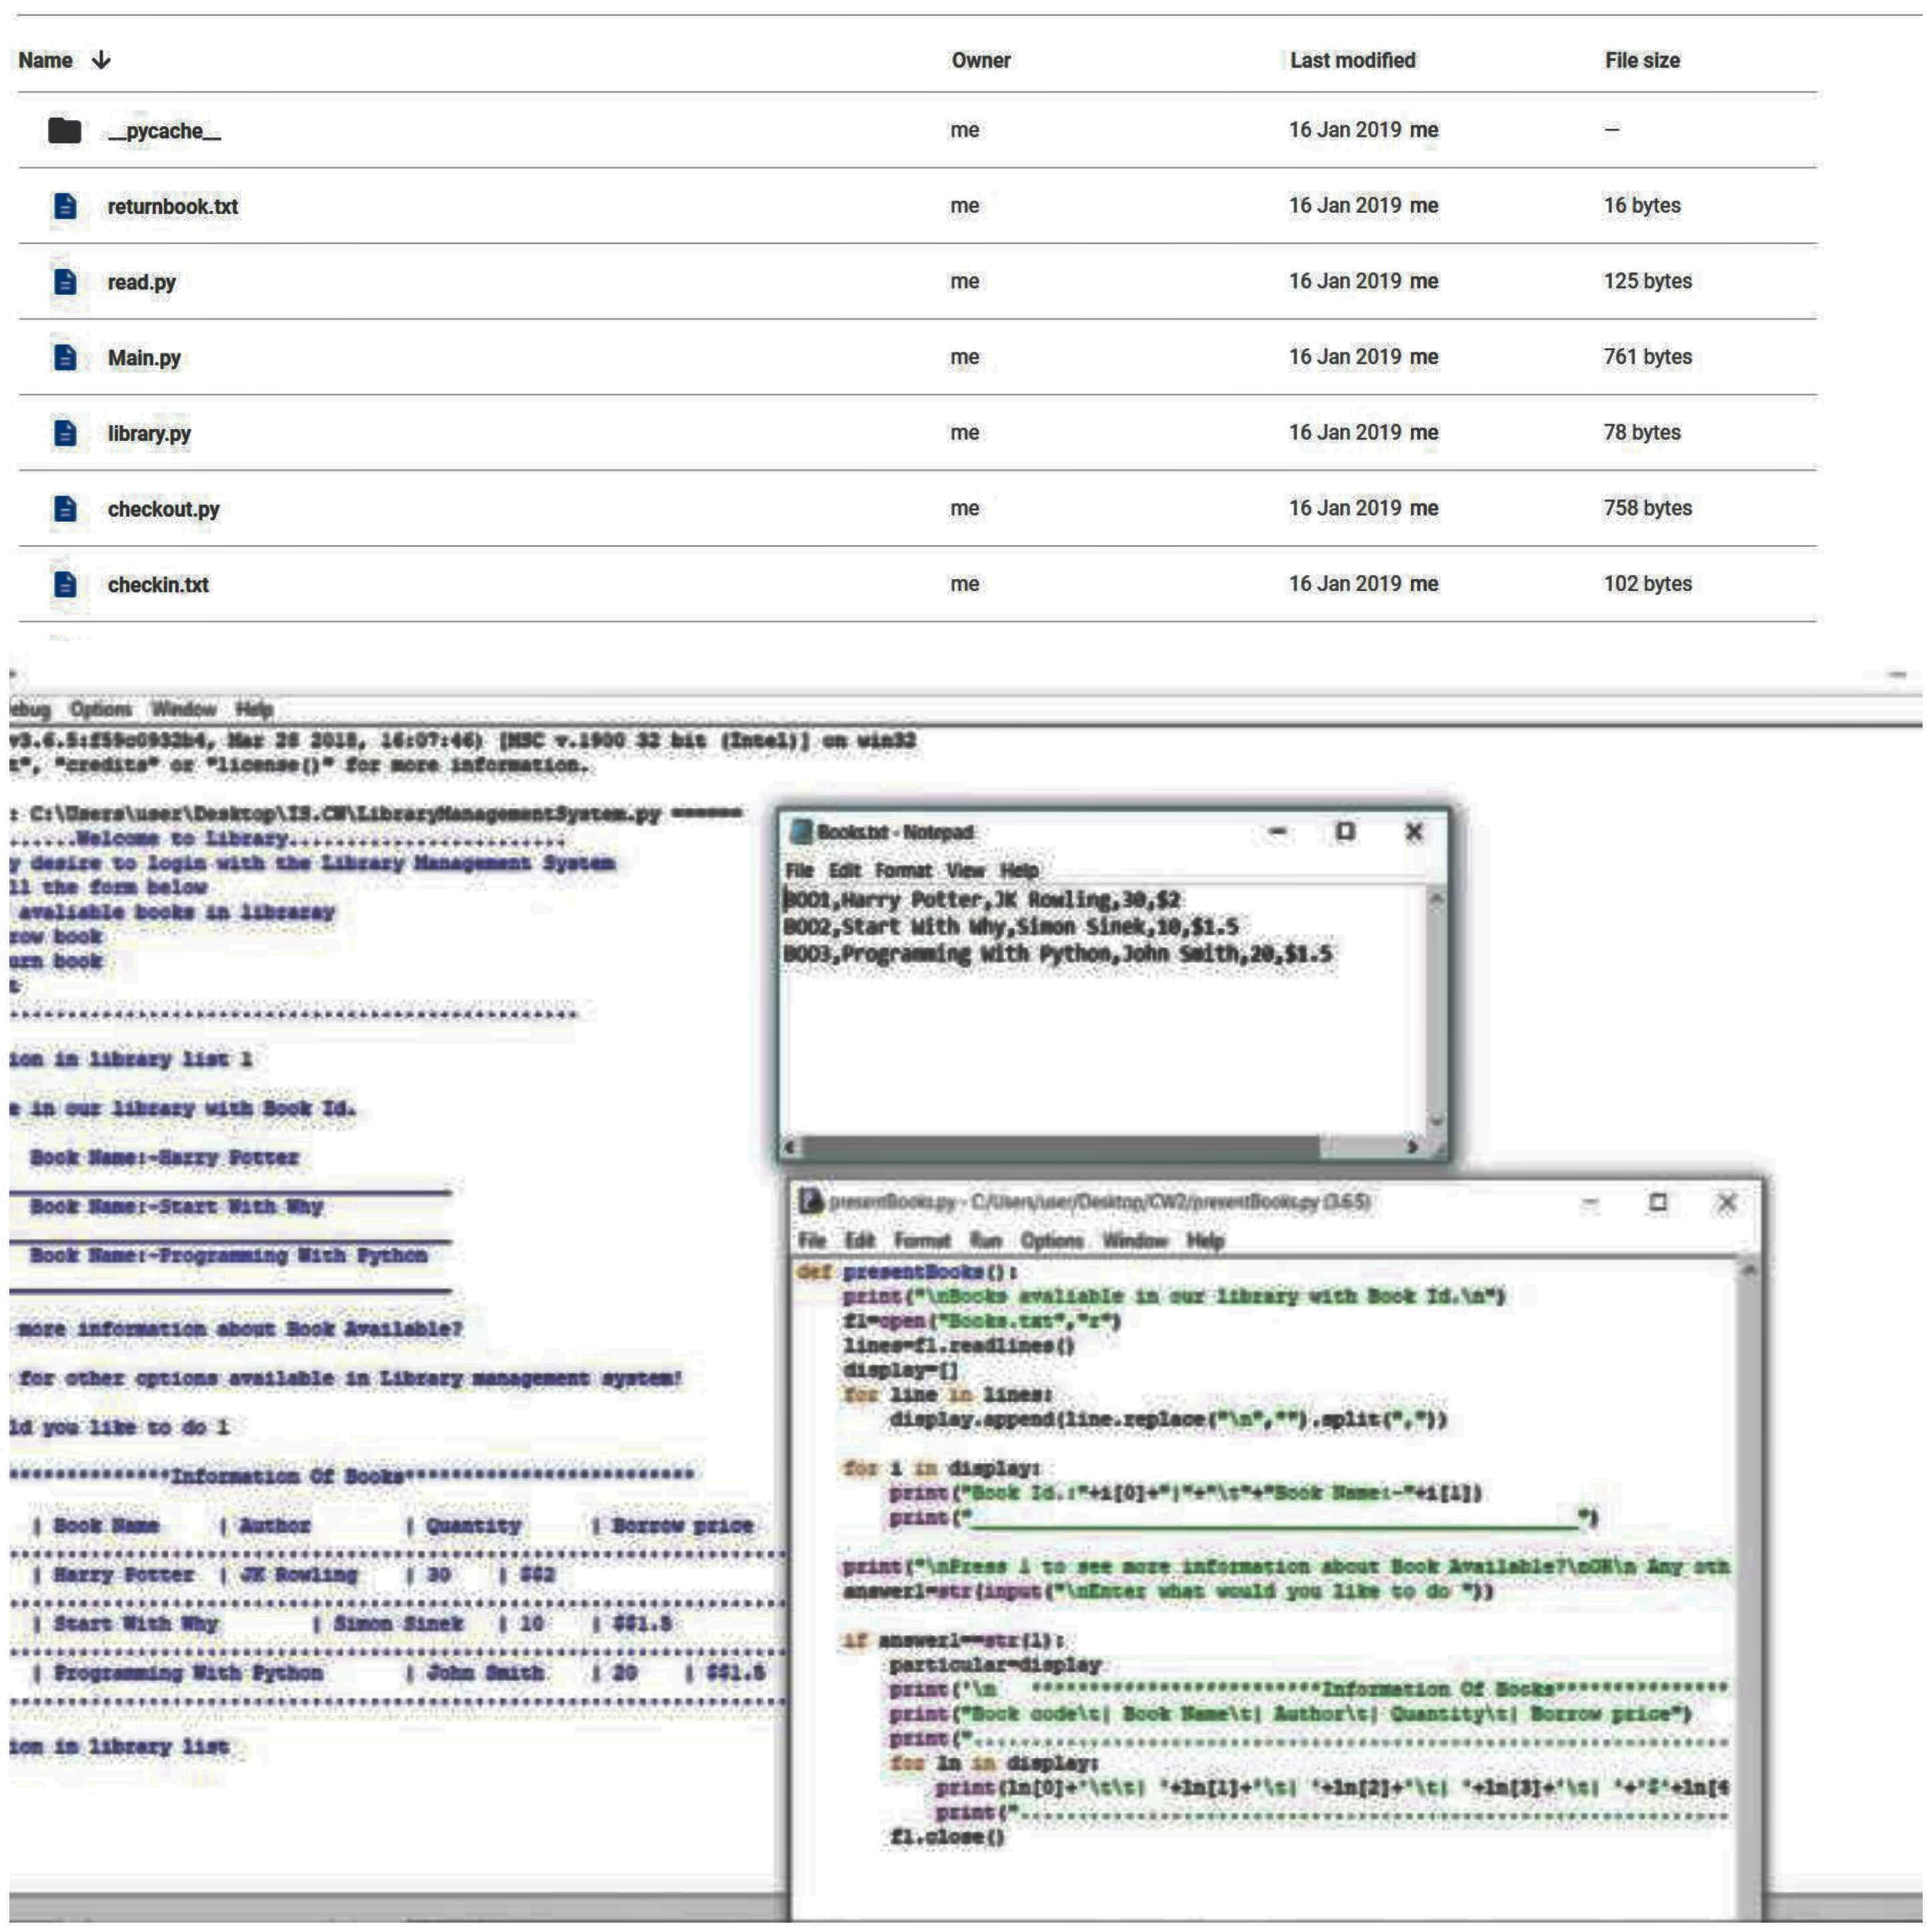 Name Owner Last modified File size
__pycache__ me 16 Jan 2019 me —
returnbook.txt me 16 Jan 2019 me 16 bytes
read.py me 16 Jan 2019 me 125 bytes
Main.py me 16 Jan 2019 me 761 bytes
library.py me 16 Jan 2019 me 78 bytes
checkout.py me 16 Jan 2019 me 758 bytes
checkin.txt me 16 Jan 2019 me 102 bytes
ebug Options Window Help
v3.6.5:f59c0932b4, Mar 28 2018, 16:07:46) [MSC v.1900 32 bit (Intel)] on win32
t", "credits" or "license()" for more information.
: C:\Users\user\Desktop\IS.CW\LibraryManagementSystem.py ======
......Welcome to Library........................
y desire to login with the Library Management System
ll the form below
avaliable books in libraray
row book
urn book
t
ion in library list 1
e in our library with Book Id.
Book Name:-Harry Potter
Book Name:-Start With Why
Book Name:-Programming With Python
more information about Book Available?
for other options available in Library management system!
ld you like to do 1
**************Information Of Books*************************
| Book Name | Author | Quantity | Borrow price
| Harry Potter | JK Rowling | 30 | $$2
| Start With Why | Simon Sinek | 10 | $$1.5
| Programming With Python | John Smith | 20 | $$1.5
ion in library list
Books.txt - Notepad
File Edit Format View Help
B001,Harry Potter,JK Rowling,30,$2
B002,Start With Why,Simon Sinek,10,$1.5
B003,Programming With Python,John Smith,20,$1.5
presentBooks.py - C:/Users/user/Desktop/CW2/presentBooks.py (3.6.5)
File Edit Format Run Options Window Help
def presentBooks():
print("\nBooks avaliable in our library with Book Id.\n")
f1=open("Books.txt","r")
lines=f1.readlines()
display=[]
for line in lines:
display.append(line.replace("\n","").split(","))
for i in display:
print("Book Id.:"+i[0]+"|"+"\t"+"Book Name:-"+i[1])
print("______________________________________________________")
print("\nPress 1 to see more information about Book Available?\nOR\n Any oth
answer1=str(input("\nEnter what would you like to do "))
if answer1==str(1):
particular=display
print('\n *************************Information Of Books***************
print("Book code\t| Book Name\t| Author\t| Quantity\t| Borrow price")
print(".................................................................
for ln in display:
print(ln[0]+'\t\t| '+ln[1]+'\t| '+ln[2]+'\t| '+ln[3]+'\t| '+'$'+ln[4
print(".............................................................
f1.close()